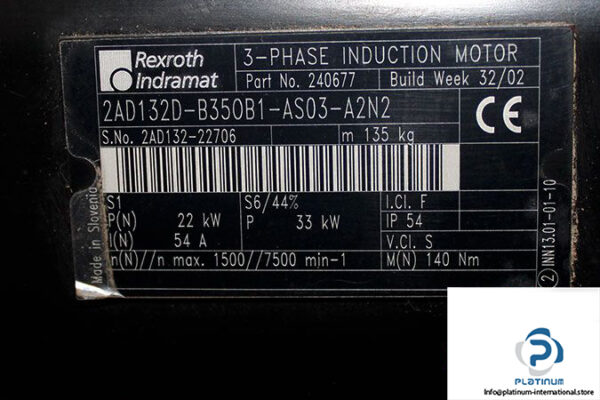 Rexroth
Indramat
3-PHASE INDUCTION MOTOR
Part No. 240677 Build Week 32/02
2AD132D-B350B1-AS03-A2N2
S.No. 2AD132-22706 m 135 kg
CE
S1 S6/44% I.Cl. F
P(N) 22 kW P 33 kW IP 54
I(N) 54 A V.Cl. S
n(N)//n max. 1500//7500 min-1 M(N) 140 Nm
Made in Slovenia
2 INN13.01-01-10
PLATINUM
Info@platinum-international.store